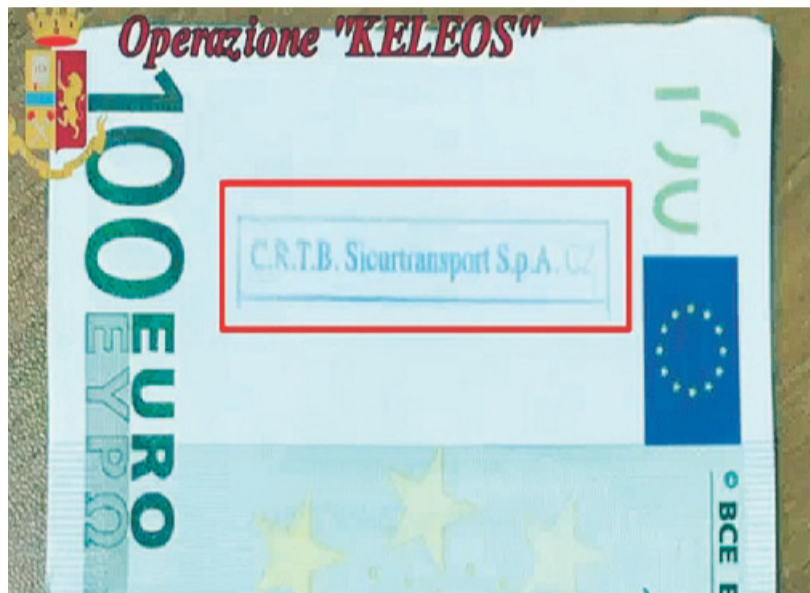 Operazione "KELEOS"
100 EURO
ΕΥΡΩ
C.R.T.B. Sicurtransport S.p.A. CZ
© BCE